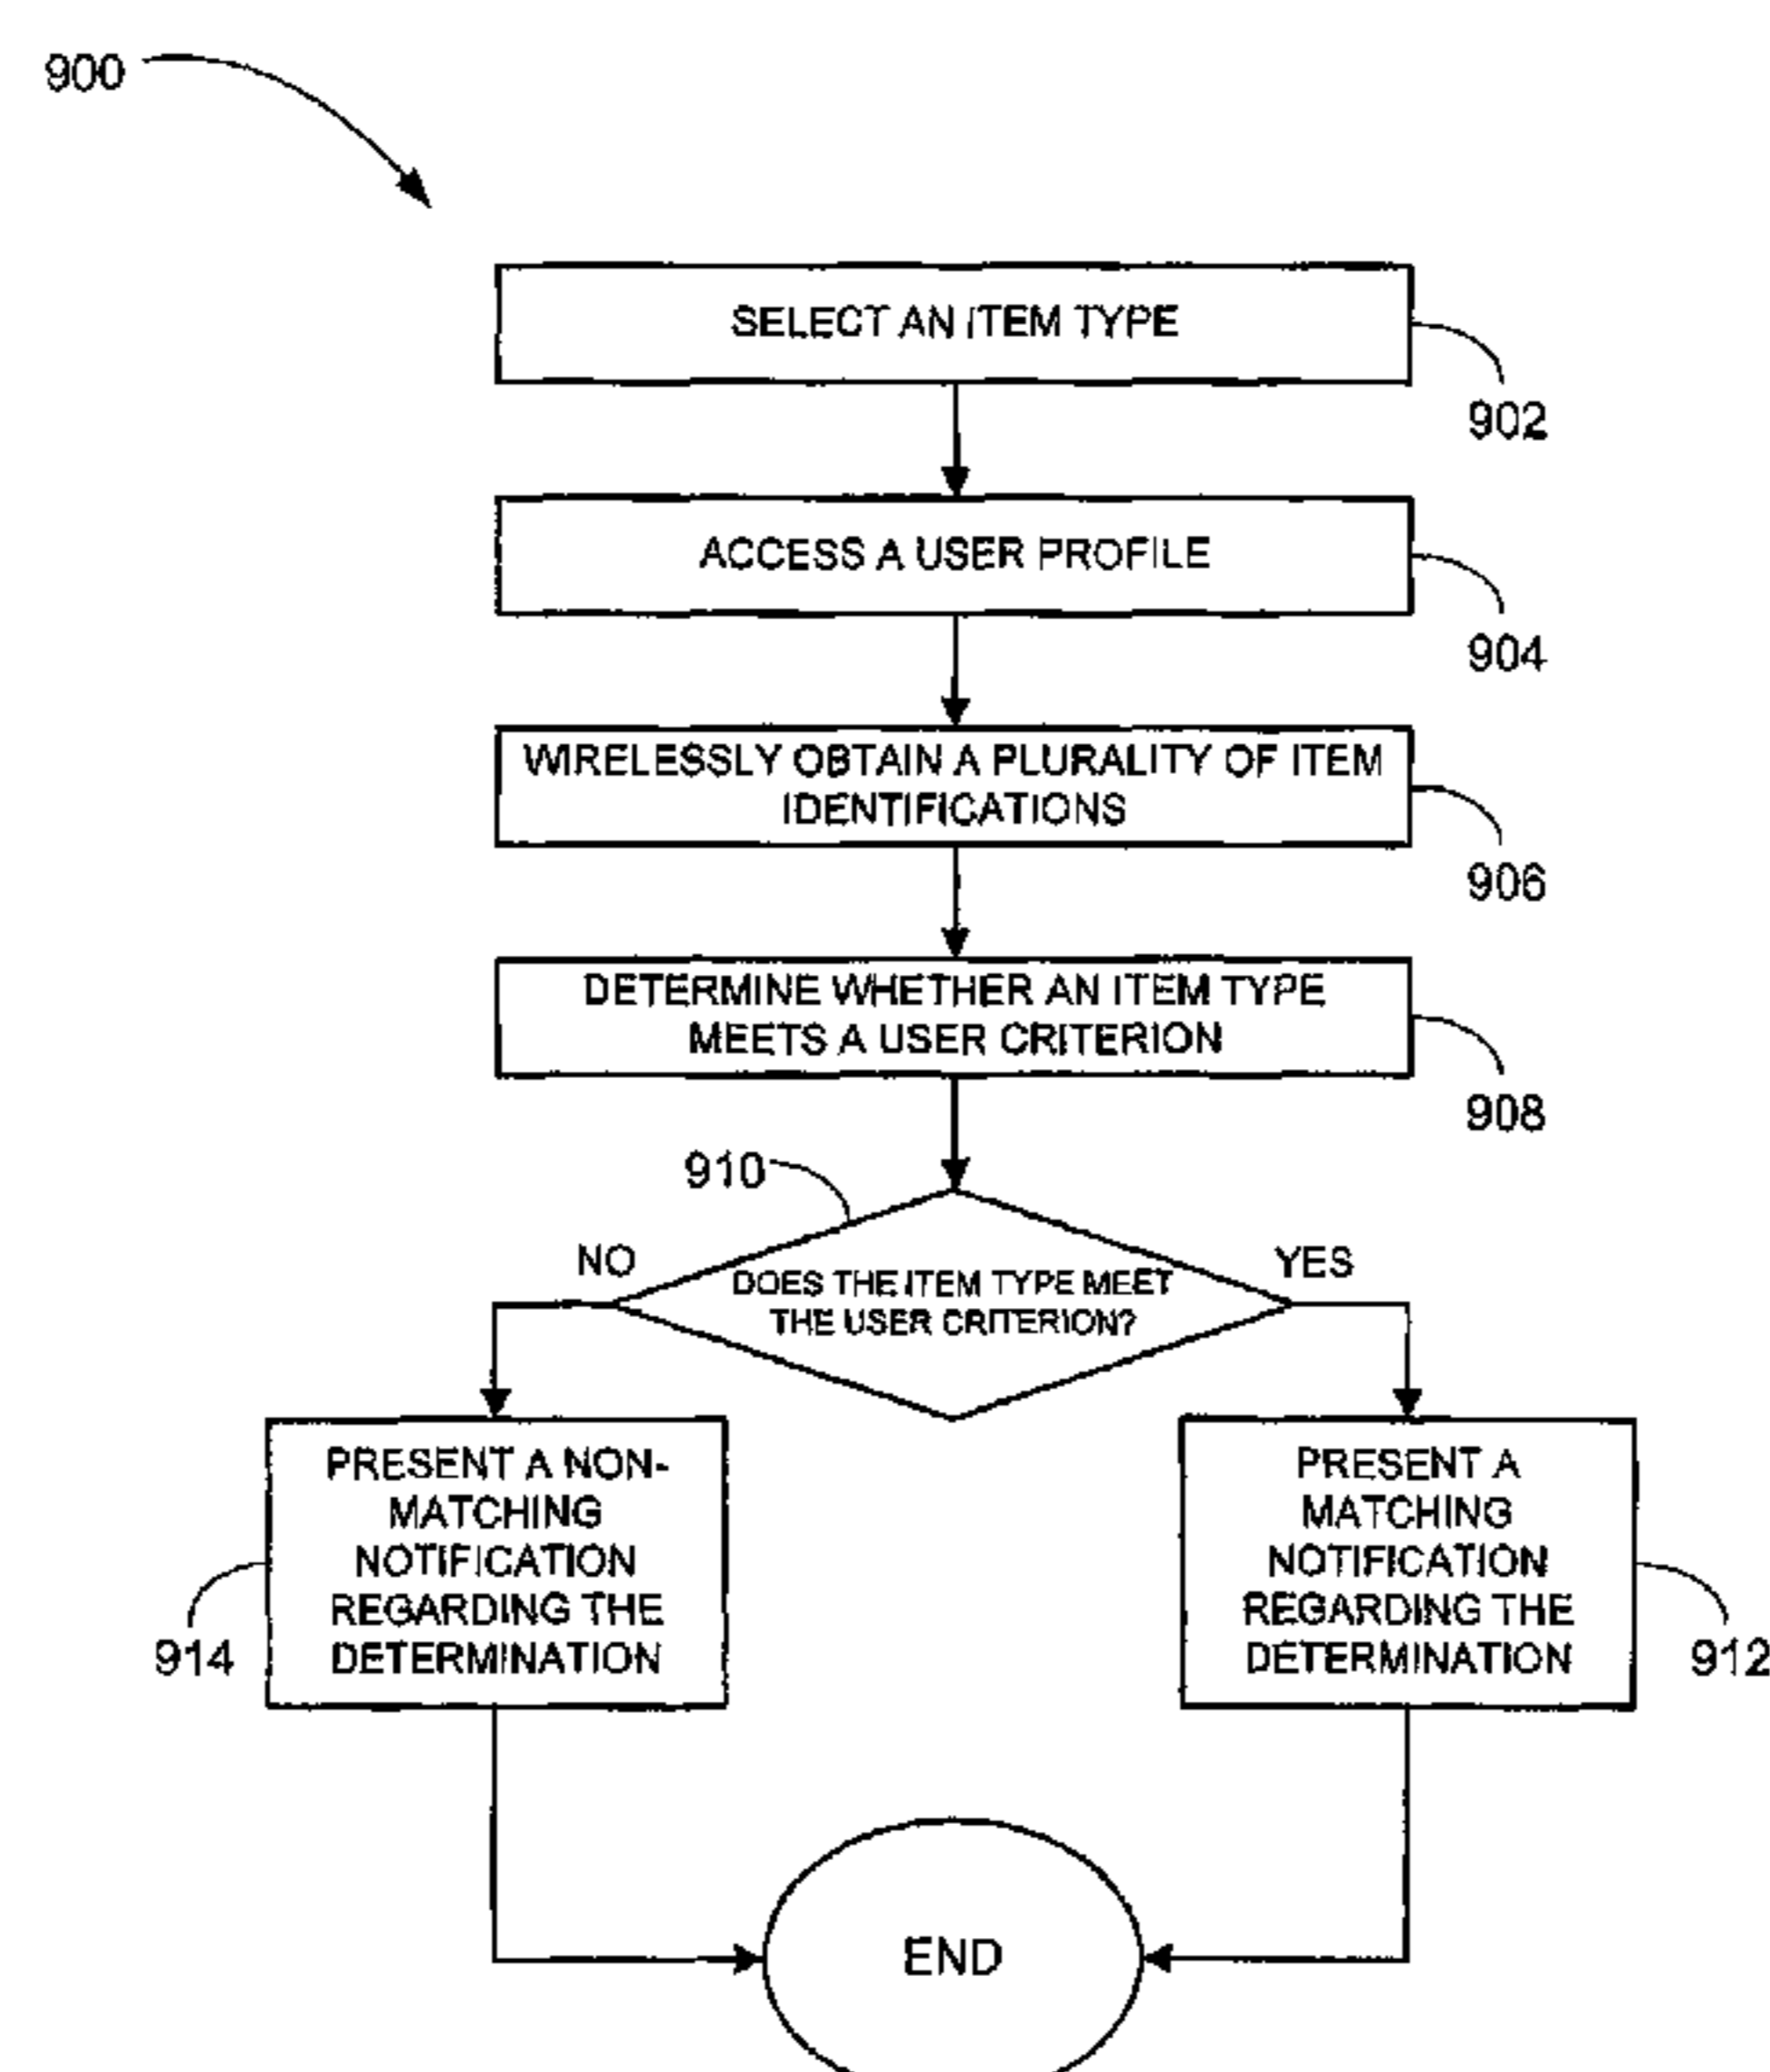 900
SELECT AN ITEM TYPE
902
ACCESS A USER PROFILE
904
WIRELESSLY OBTAIN A PLURALITY OF ITEM
IDENTIFICATIONS
906
DETERMINE WHETHER AN ITEM TYPE
MEETS A USER CRITERION
908
910
NO
YES
DOES THE ITEM TYPE MEET
THE USER CRITERION?
PRESENT A NON-
MATCHING
NOTIFICATION
REGARDING THE
DETERMINATION
914
PRESENT A
MATCHING
NOTIFICATION
REGARDING THE
DETERMINATION
912
END